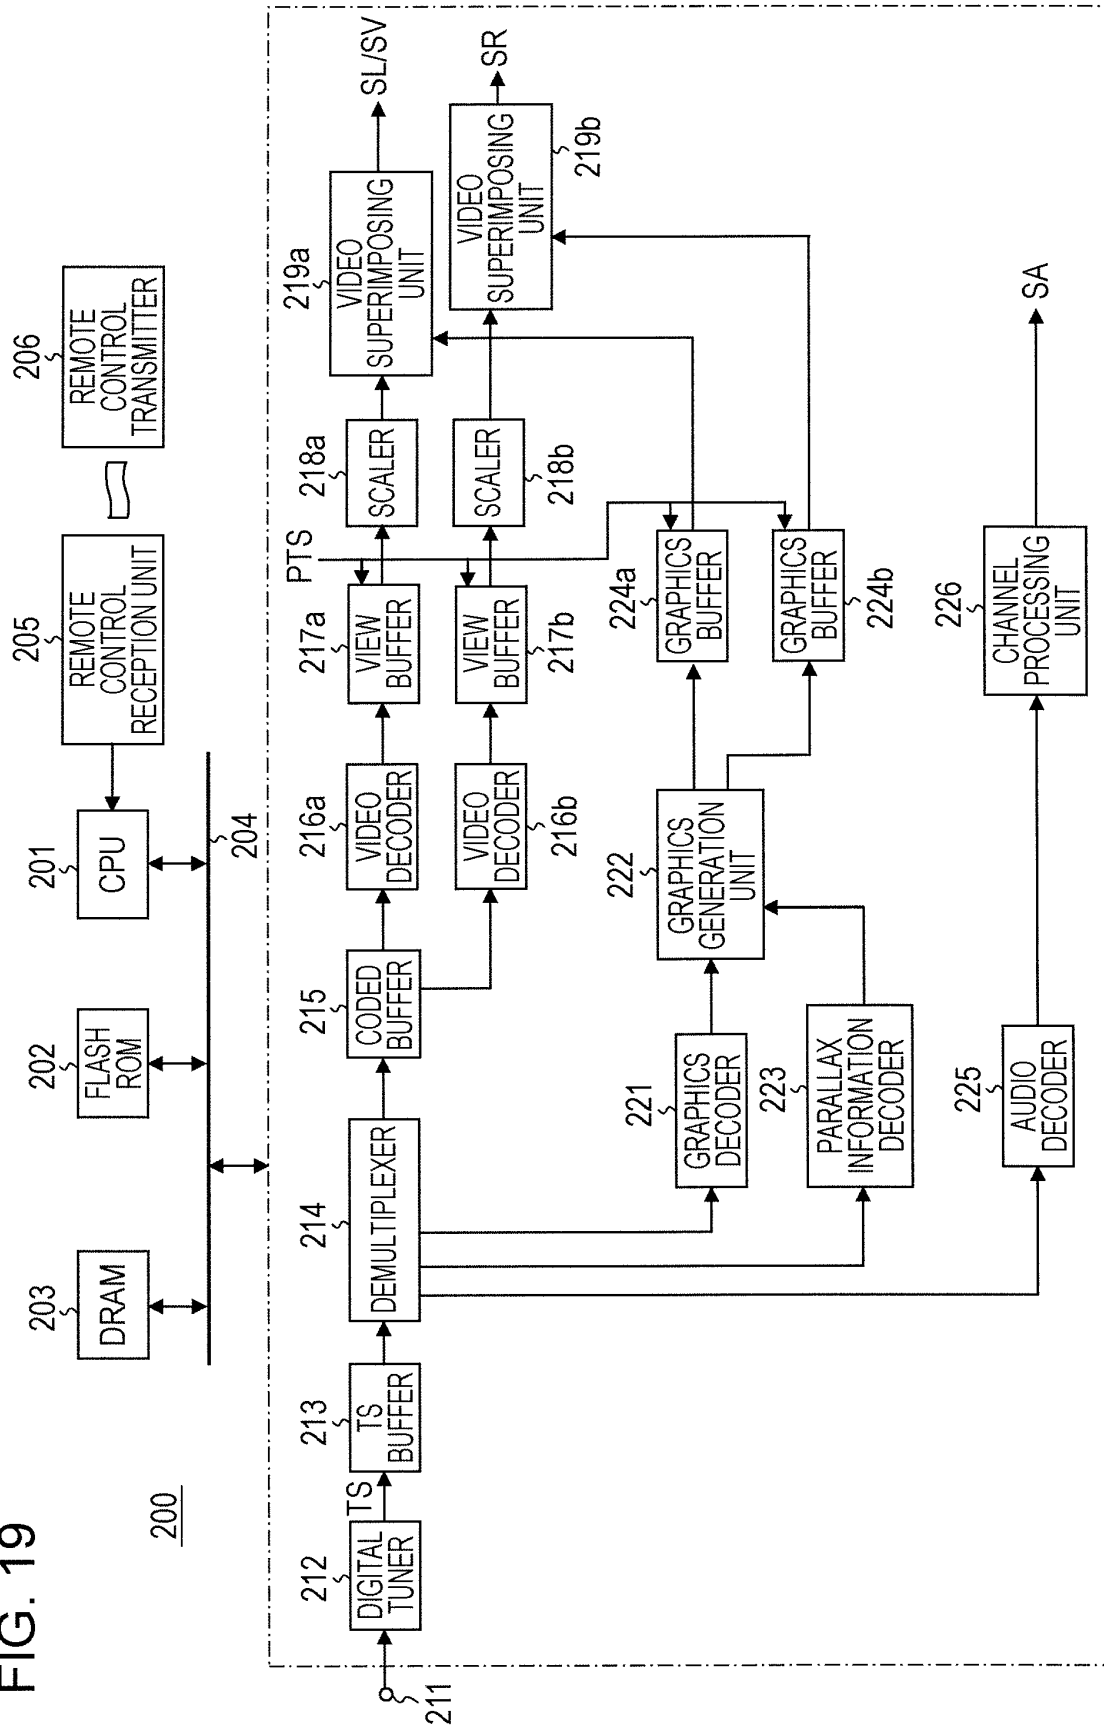 FIG. 19
200
203
DRAM
202
FLASH
ROM
201
CPU
205
REMOTE
CONTROL
RECEPTION UNIT
206
REMOTE
CONTROL
TRANSMITTER
204
211
212
DIGITAL
TUNER
TS
213
TS
BUFFER
214
DEMULTIPLEXER
215
CODED
BUFFER
216a
VIDEO
DECODER
217a
VIEW
BUFFER
PTS
218a
SCALER
219a
VIDEO
SUPERIMPOSING
UNIT
SL/SV
VIDEO
DECODER
216b
VIEW
BUFFER
217b
SCALER
218b
VIDEO
SUPERIMPOSING
UNIT
219b
SR
221
GRAPHICS
DECODER
222
GRAPHICS
GENERATION
UNIT
224a
GRAPHICS
BUFFER
223
PARALLAX
INFORMATION
DECODER
GRAPHICS
BUFFER
224b
225
AUDIO
DECODER
226
CHANNEL
PROCESSING
UNIT
SA